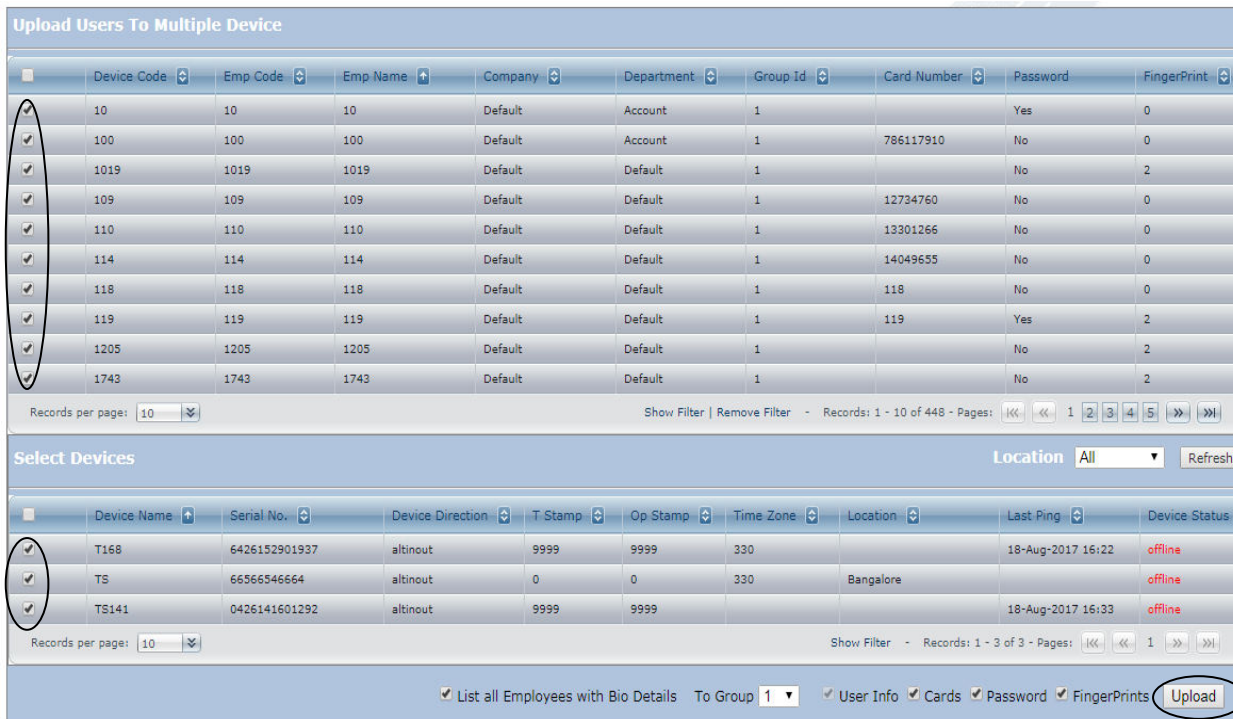 Upload Users To Multiple Device
Device Code Emp Code Emp Name Company Department Group Id Card Number Password FingerPrint
10 10 10 Default Account 1 Yes 0
100 100 100 Default Account 1 786117910 No 0
1019 1019 1019 Default Default 1 No 2
109 109 109 Default Default 1 12734760 No 0
110 110 110 Default Default 1 13301266 No 0
114 114 114 Default Default 1 14049655 No 0
118 118 118 Default Default 1 118 No 0
119 119 119 Default Default 1 119 Yes 2
1205 1205 1205 Default Default 1 No 2
1743 1743 1743 Default Default 1 No 2
Records per page: 10 Show Filter | Remove Filter - Records: 1 - 10 of 448 - Pages: 1 2 3 4 5
Select Devices Location All Refresh
Device Name Serial No. Device Direction T Stamp Op Stamp Time Zone Location Last Ping Device Status
T168 6426152901937 altinout 9999 9999 330 18-Aug-2017 16:22 offline
TS 66566546664 altinout 0 0 330 Bangalore offline
TS141 0426141601292 altinout 9999 9999 18-Aug-2017 16:33 offline
Records per page: 10 Show Filter - Records: 1 - 3 of 3 - Pages: 1
List all Employees with Bio Details To Group 1 User Info Cards Password FingerPrints Upload